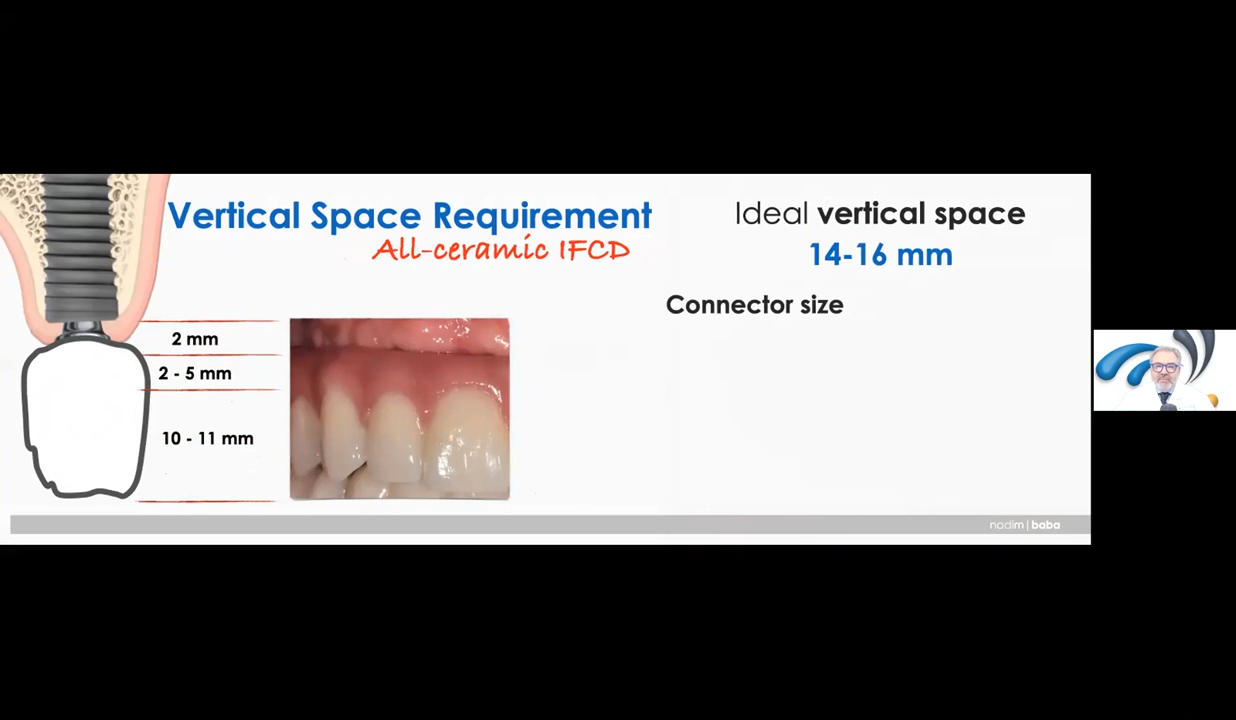 Vertical Space Requirement
All-ceramic IFCD
2 mm
2 - 5 mm
10 - 11 mm
Ideal vertical space
14-16 mm
Connector size
nadim | baba